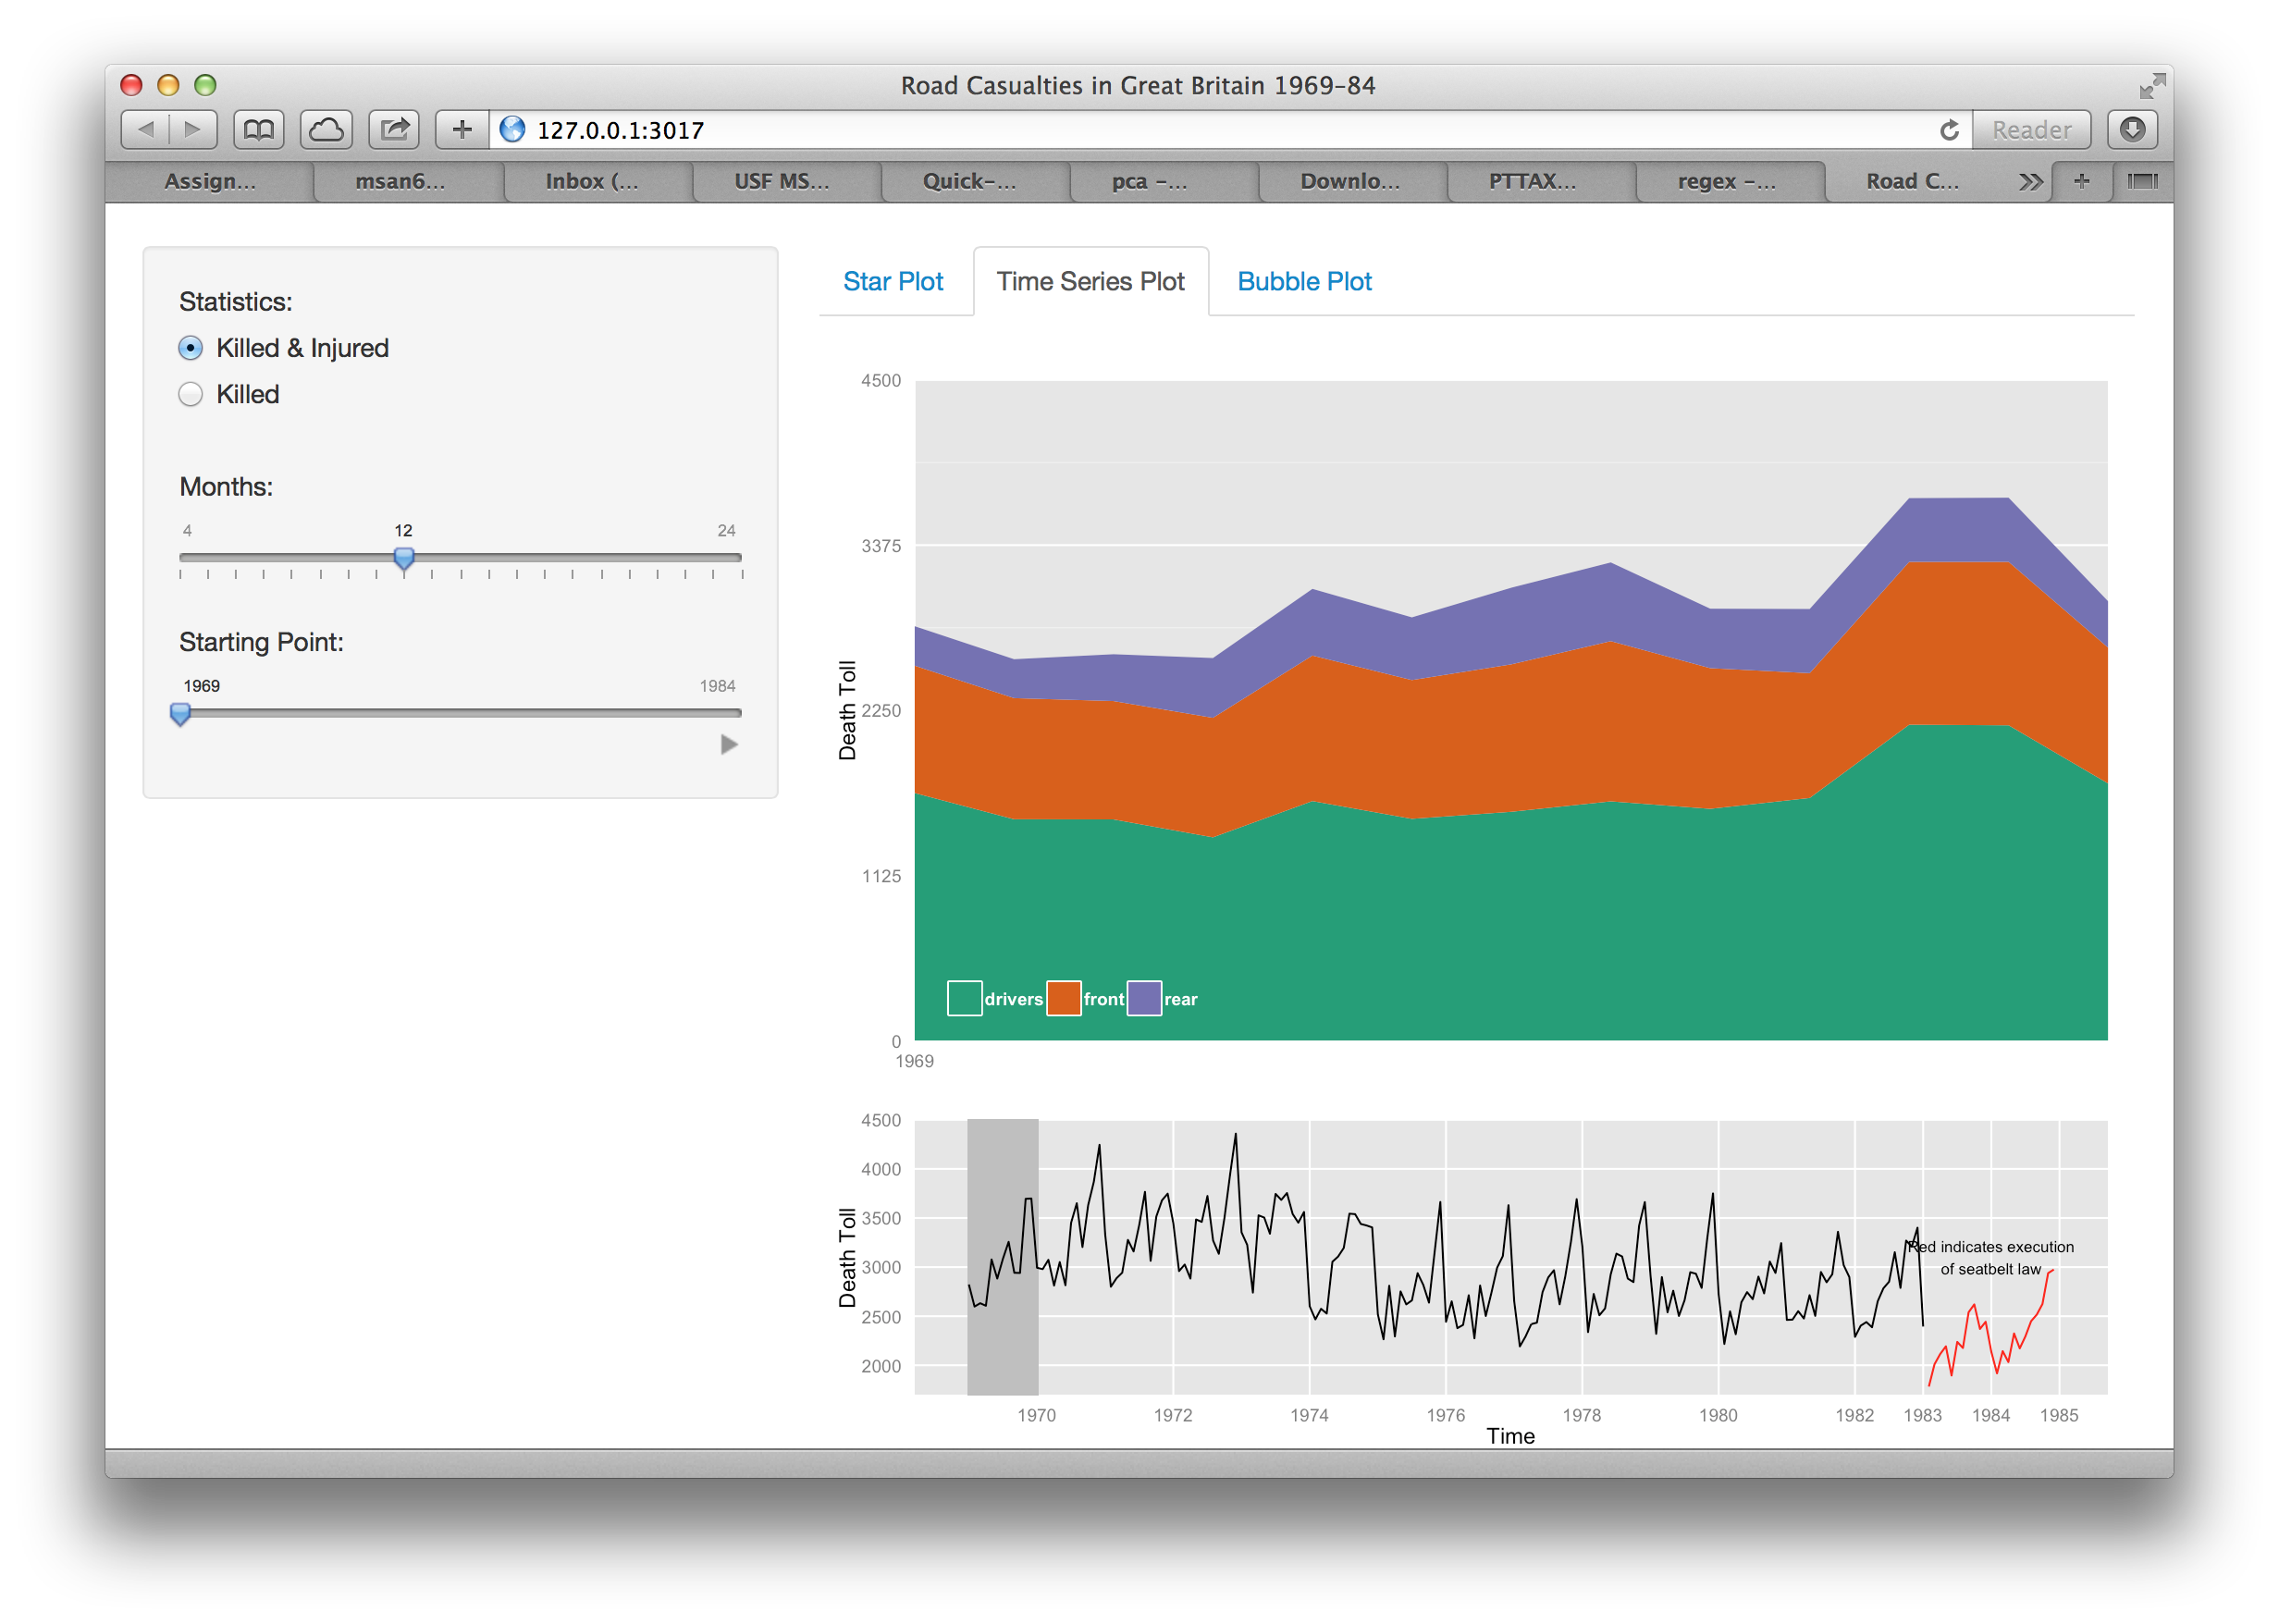 Road Casualties in Great Britain 1969-84
127.0.0.1:3017
Reader
Assign... msan6... Inbox (... USF MS... Quick-... pca -... Downlo... PTTAX... regex -... Road C...
Statistics:
Killed & Injured
Killed
Months:
4 12 24
Starting Point:
1969 1984
Star Plot Time Series Plot Bubble Plot
4500
3375
2250
1125
0
Death Toll
drivers front rear
1969
4500
4000
3500
3000
2500
2000
Death Toll
Red indicates execution
of seatbelt law
1970 1972 1974 1976 1978 1980 1982 1983 1984 1985
Time